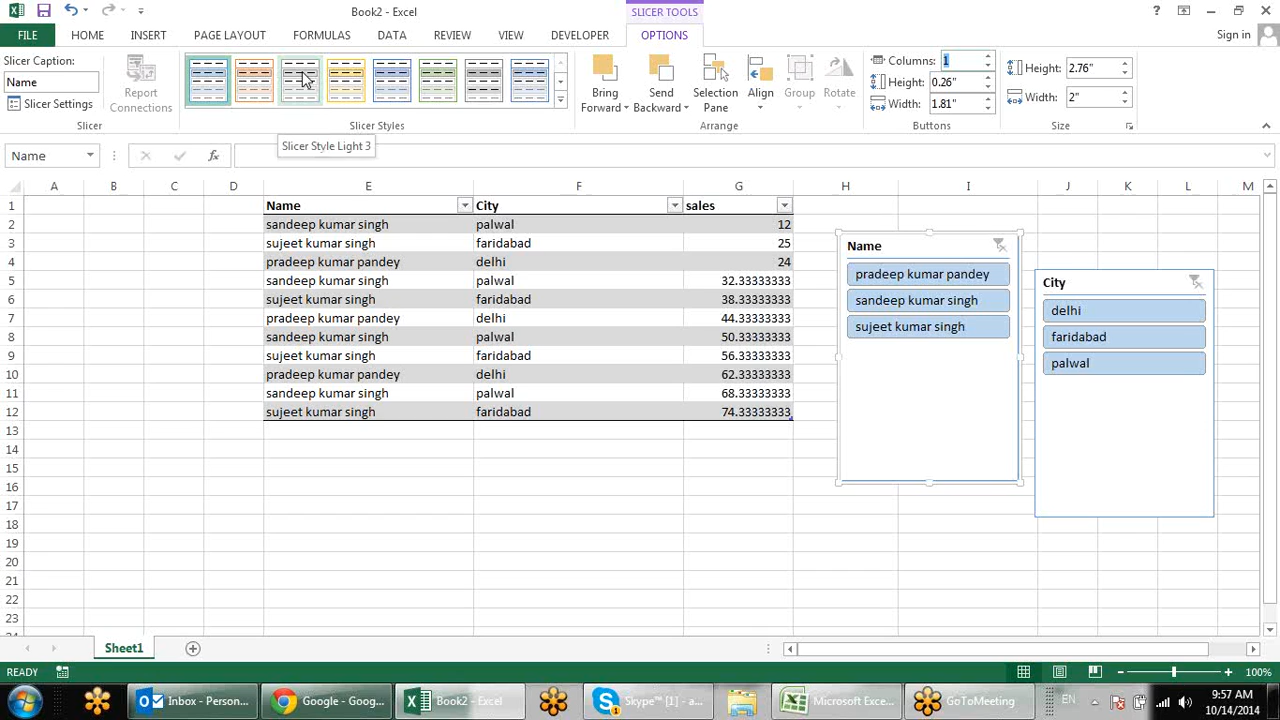 Book2 - Excel
SLICER TOOLS
?
FILE HOME INSERT PAGE LAYOUT FORMULAS DATA REVIEW VIEW DEVELOPER OPTIONS
Sign in
Slicer Caption:
Name
Slicer Settings
Slicer
Report Connections
Slicer Styles
Bring Forward
Send Backward
Selection Pane
Align
Group
Rotate
Arrange
Columns: 1
Height: 0.26"
Width: 1.81"
Buttons
Height: 2.76"
Width: 2"
Size
Slicer Style Light 3
Name
fx
A B C D E F G H I J K L M
1 Name City sales
2 sandeep kumar singh palwal 12
3 sujeet kumar singh faridabad 25
4 pradeep kumar pandey delhi 24
5 sandeep kumar singh palwal 32.33333333
6 sujeet kumar singh faridabad 38.33333333
7 pradeep kumar pandey delhi 44.33333333
8 sandeep kumar singh palwal 50.33333333
9 sujeet kumar singh faridabad 56.33333333
10 pradeep kumar pandey delhi 62.33333333
11 sandeep kumar singh palwal 68.33333333
12 sujeet kumar singh faridabad 74.33333333
13
14
15
16
17
18
19
20
21
22
23
Name
pradeep kumar pandey
sandeep kumar singh
sujeet kumar singh
City
delhi
faridabad
palwal
Sheet1
READY
100%
Inbox - Person...
Google - Goog...
Book2 - Excel
Skype™ [1] - a...
Microsoft Exce...
GoToMeeting
EN
9:57 AM
10/14/2014